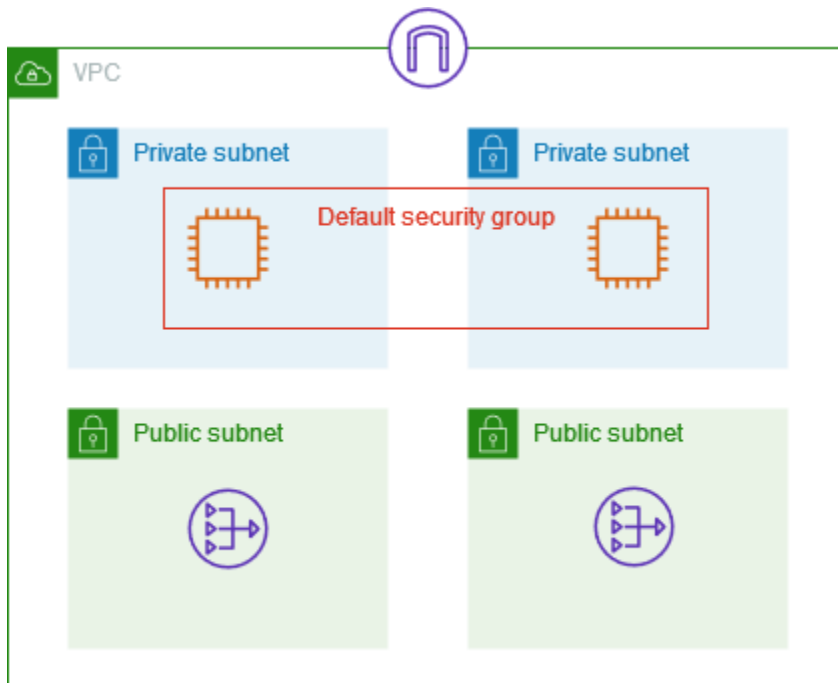 VPC
Private subnet
Private subnet
Default security group
Public subnet
Public subnet